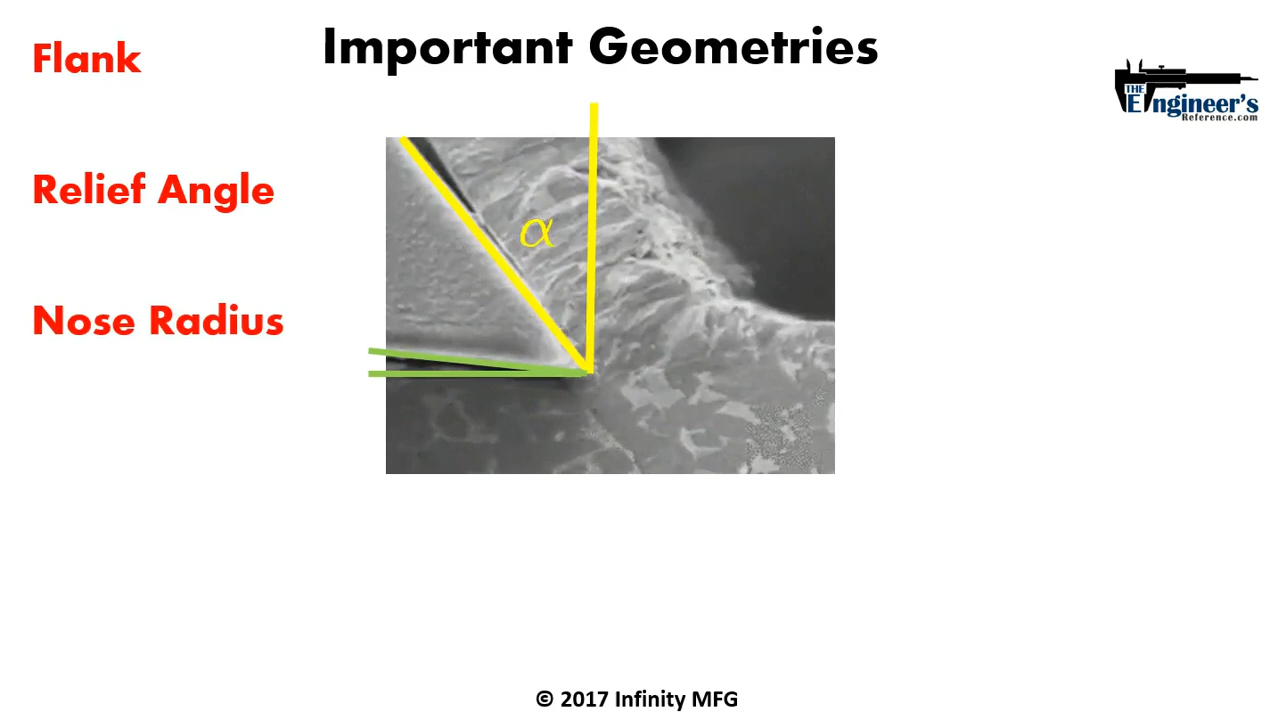 Important Geometries
Flank
Relief Angle
Nose Radius
α
THE
Engineer's
Reference.com
© 2017 Infinity MFG